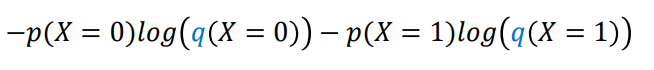 −p(X = 0)log(q(X = 0)) − p(X = 1)log(q(X = 1))